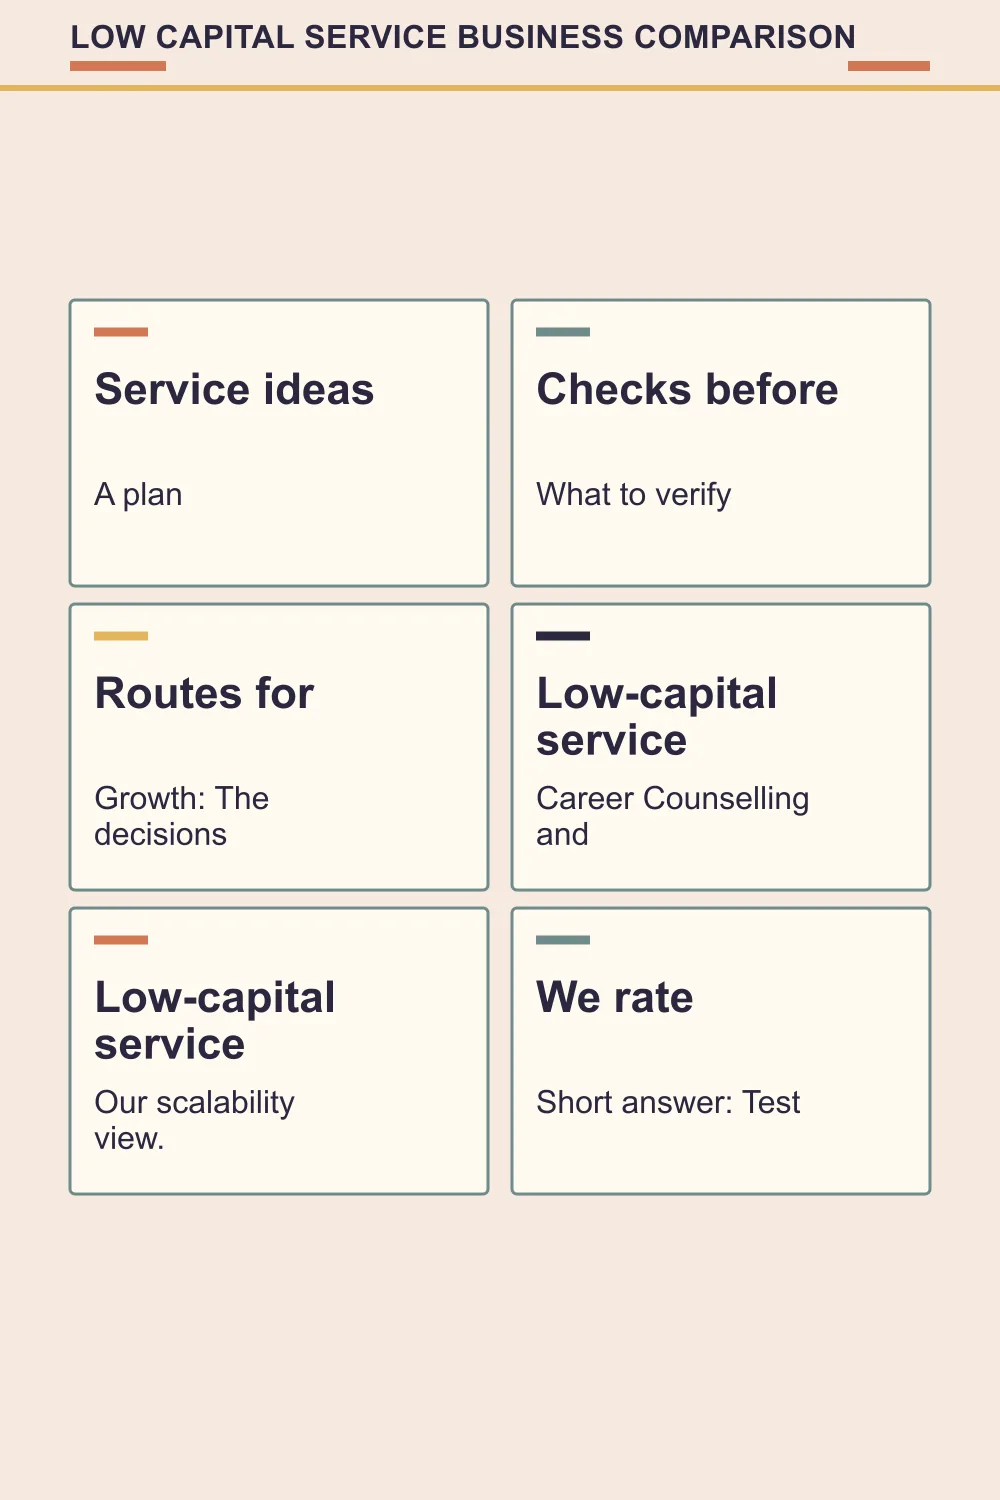 LOW CAPITAL SERVICE BUSINESS COMPARISON
Service ideas
A plan
Checks before
What to verify
Routes for
Growth: The
decisions
Low-capital
service
Career Counselling
and
Low-capital
service
Our scalability
view.
We rate
Short answer: Test